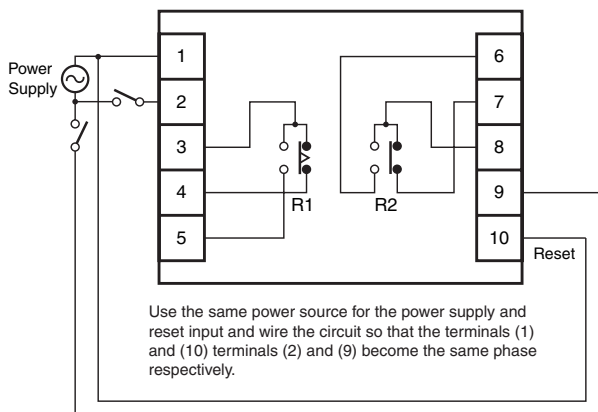 Power
Supply
1
2
3
4
5
R1
R2
6
7
8
9
10
Reset
Use the same power source for the power supply and
reset input and wire the circuit so that the terminals (1)
and (10) terminals (2) and (9) become the same phase
respectively.